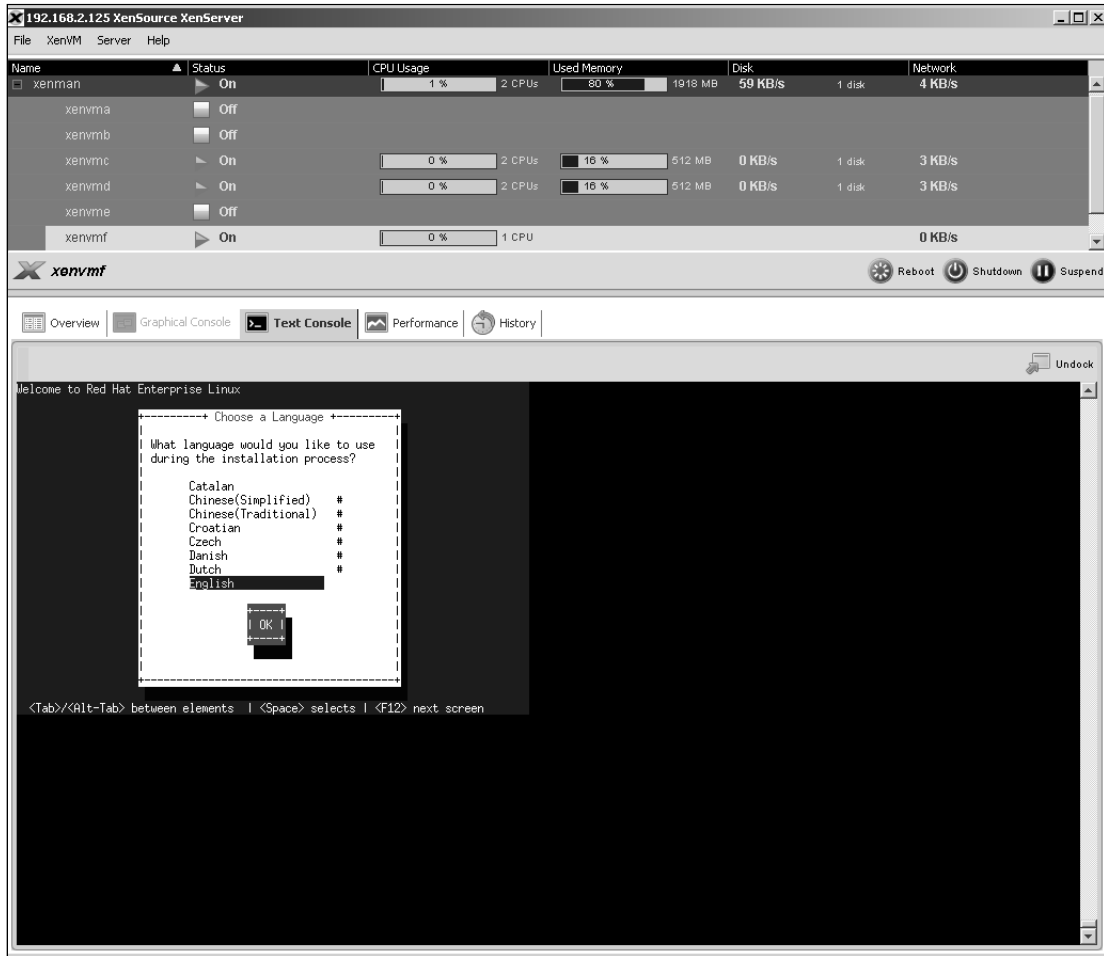 192.168.2.125 XenSource XenServer
File XenVM Server Help
Name Status CPU Usage Used Memory Disk Network
xenman On 1 % 2 CPUs 80 % 1918 MB 59 KB/s 1 disk 4 KB/s
xenvma Off
xenvmb Off
xenvmc On 0 % 2 CPUs 16 % 512 MB 0 KB/s 1 disk 3 KB/s
xenvmd On 0 % 2 CPUs 16 % 512 MB 0 KB/s 1 disk 3 KB/s
xenvme Off
xenvmf On 0 % 1 CPU 0 KB/s
xenvmf Reboot Shutdown Suspend
Overview Graphical Console Text Console Performance History
Undock
Welcome to Red Hat Enterprise Linux
+---------+ Choose a Language +---------+
What language would you like to use
during the installation process?
Catalan
Chinese(Simplified) #
Chinese(Traditional) #
Croatian #
Czech #
Danish #
Dutch #
English
OK
<Tab>/<Alt-Tab> between elements | <Space> selects | <F12> next screen